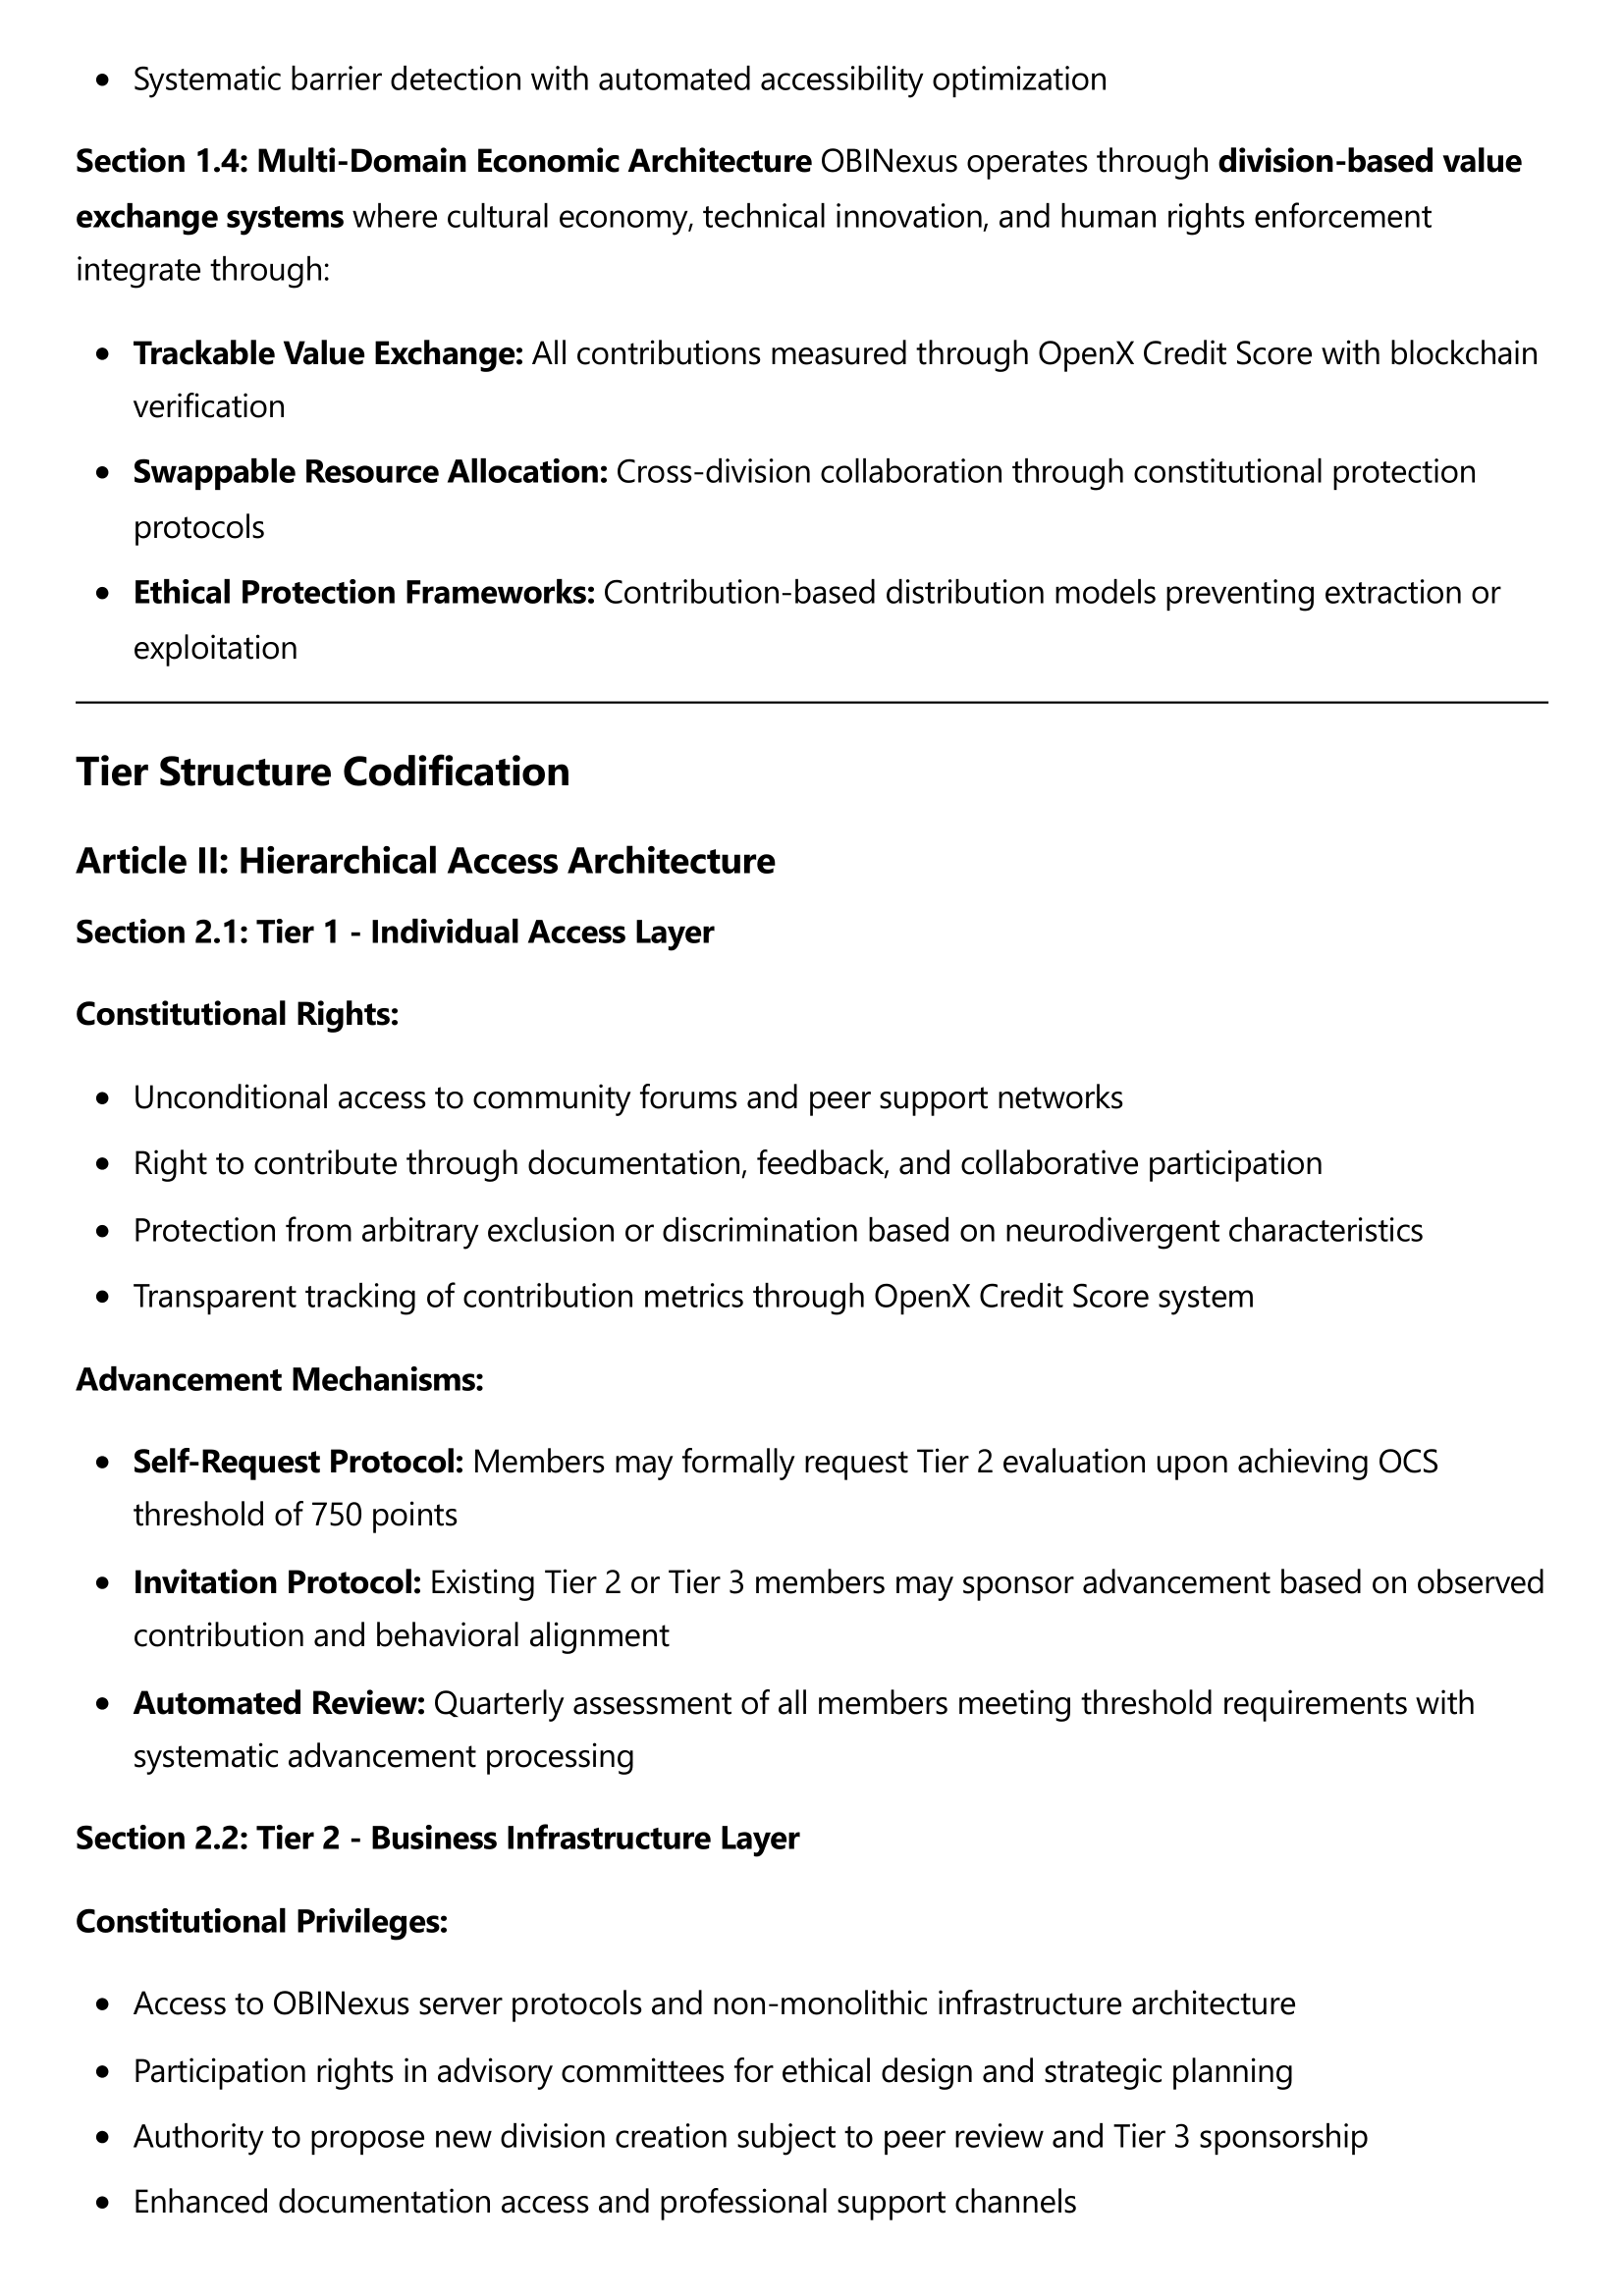 Systematic barrier detection with automated accessibility optimization
Section 1.4: Multi-Domain Economic Architecture OBINexus operates through division-based value
exchange systems where cultural economy, technical innovation, and human rights enforcement
integrate through:
Trackable Value Exchange: All contributions measured through OpenX Credit Score with blockchain
verification
Swappable Resource Allocation: Cross-division collaboration through constitutional protection
protocols
Ethical Protection Frameworks: Contribution-based distribution models preventing extraction or
exploitation
Tier Structure Codification
Article II: Hierarchical Access Architecture
Section 2.1: Tier 1 - Individual Access Layer
Constitutional Rights:
Unconditional access to community forums and peer support networks
Right to contribute through documentation, feedback, and collaborative participation
Protection from arbitrary exclusion or discrimination based on neurodivergent characteristics
Transparent tracking of contribution metrics through OpenX Credit Score system
Advancement Mechanisms:
Self-Request Protocol: Members may formally request Tier 2 evaluation upon achieving OCS
threshold of 750 points
Invitation Protocol: Existing Tier 2 or Tier 3 members may sponsor advancement based on observed
contribution and behavioral alignment
Automated Review: Quarterly assessment of all members meeting threshold requirements with
systematic advancement processing
Section 2.2: Tier 2 - Business Infrastructure Layer
Constitutional Privileges:
Access to OBINexus server protocols and non-monolithic infrastructure architecture
Participation rights in advisory committees for ethical design and strategic planning
Authority to propose new division creation subject to peer review and Tier 3 sponsorship
Enhanced documentation access and professional support channels